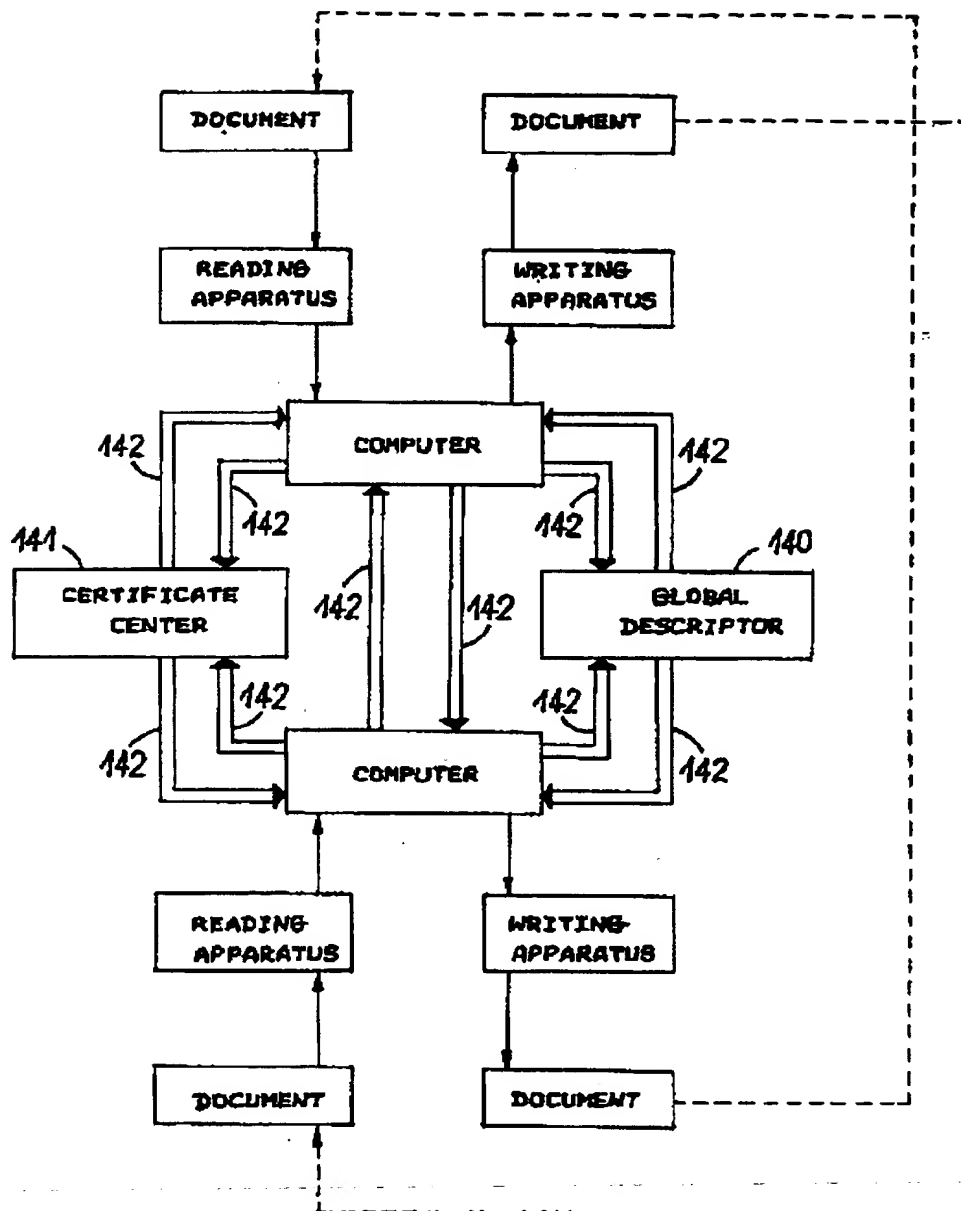 DOCUMENT
DOCUMENT
READING
APPARATUS
WRITING
APPARATUS
COMPUTER
142
142
142
142
141
140
CERTIFICATE
CENTER
142
142
GLOBAL
DESCRIPTOR
142
142
142
142
COMPUTER
READING
APPARATUS
WRITING
APPARATUS
DOCUMENT
DOCUMENT